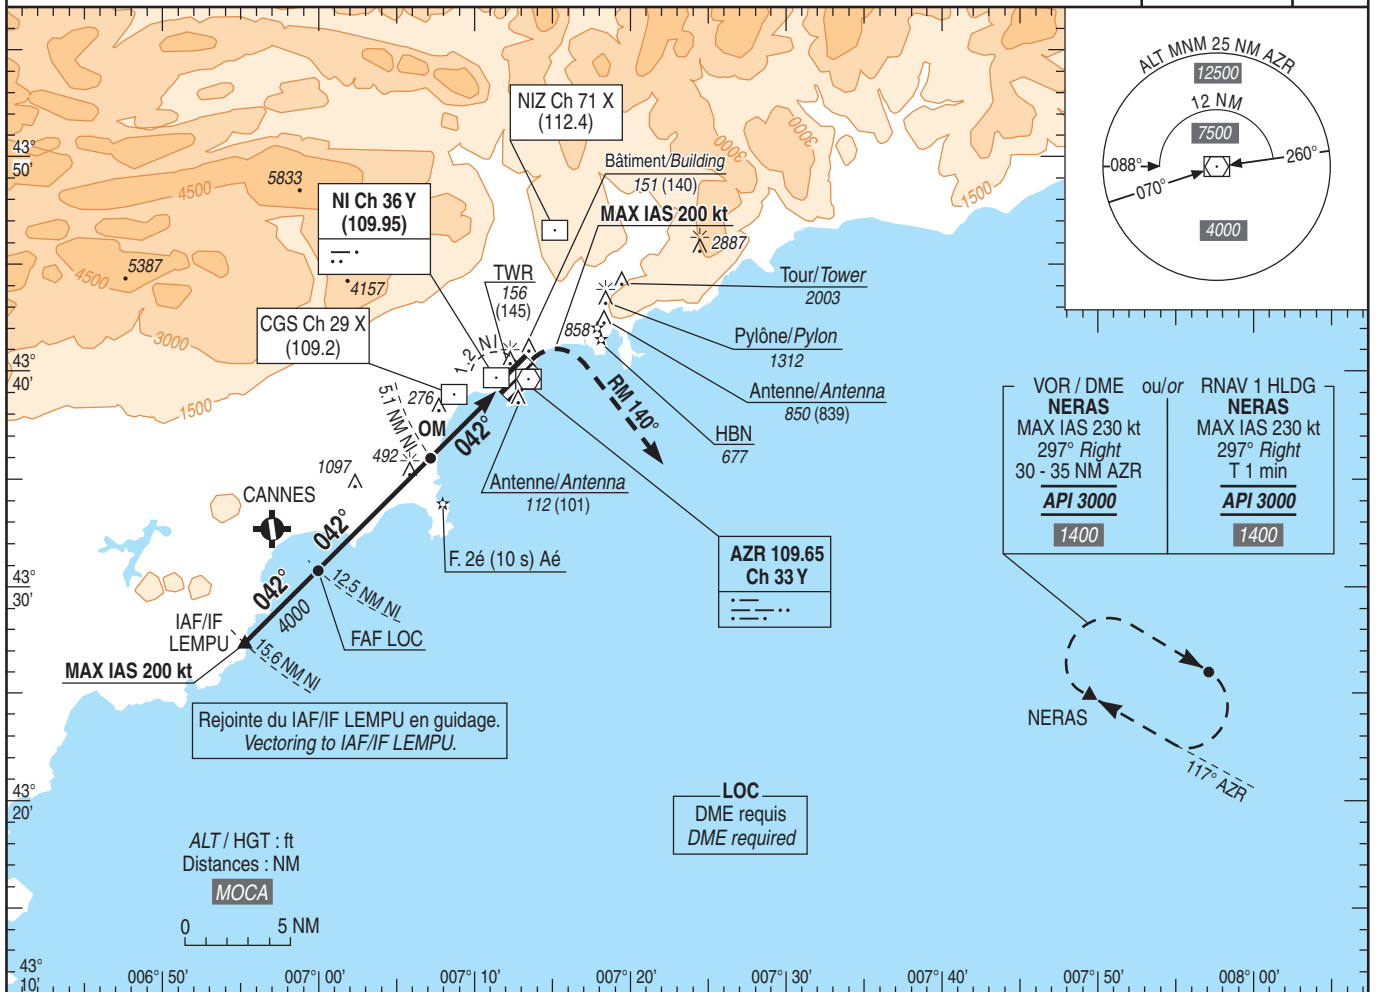 ALT MNM 25 NM AZR
12500
12 NM
7500
088°
260°
070°
4000
NIZ Ch 71 X
(112.4)
Bâtiment/Building
151 (140)
MAX IAS 200 kt
NI Ch 36 Y
(109.95)
CGS Ch 29 X
(109.2)
TWR
156
(145)
5833
4500
5387
4500
4157
3000
1500
3000
3000
1500
2887
Tour/Tower
2003
858
Pylône/Pylon
1312
Antenne/Antenna
850 (839)
HBN
677
1.2 NI
5.1 NM NI
276
OM
042°
RM 140°
492
1097
Antenne/Antenna
112 (101)
CANNES
042°
F. 2é (10 s) Aé
AZR 109.65
Ch 33 Y
042°
4000
12.5 NM NI
FAF LOC
IAF/IF
LEMPU
15.6 NM NI
MAX IAS 200 kt
Rejointe du IAF/IF LEMPU en guidage.
Vectoring to IAF/IF LEMPU.
VOR / DME ou/or RNAV 1 HLDG
NERAS
MAX IAS 230 kt
297° Right
30 - 35 NM AZR
API 3000
1400
NERAS
MAX IAS 230 kt
297° Right
T 1 min
API 3000
1400
NERAS
117° AZR
LOC
DME requis
DME required
ALT / HGT : ft
Distances : NM
MOCA
0 5 NM
43°
50'
43°
40'
43°
30'
43°
20'
43°
10'
006° 50' 007° 00' 007° 10' 007° 20' 007° 30' 007° 40' 007° 50' 008° 00'